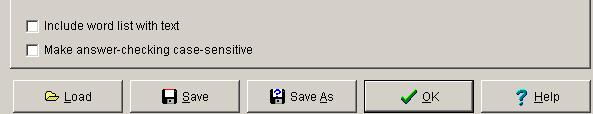 Include word list with text
Make answer-checking case-sensitive
Load Save Save As OK Help